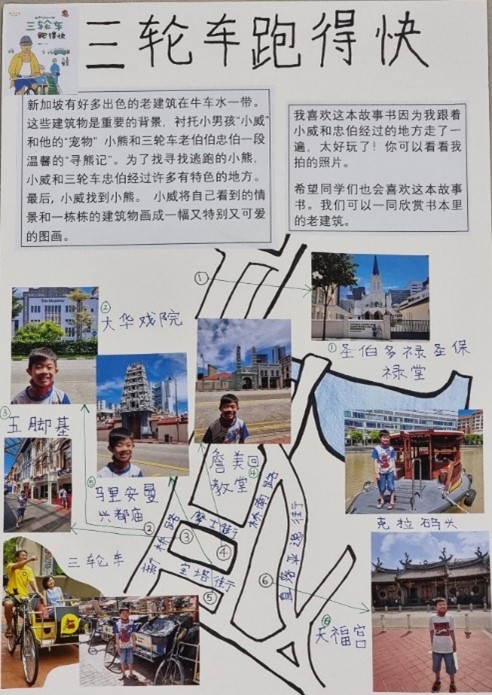 三轮车跑得快
三轮车
跑得快
新加坡有好多出色的老建筑在牛车水一带。
这些建筑物是重要的背景，衬托小男孩“小威”
和他的“宠物” 小熊和三轮车老伯伯忠伯一段
温馨的“寻熊记”。为了找寻找逃跑的小熊，
小威和三轮车忠伯经过许多有特色的地方。
最后，小威找到小熊。 小威将自己看到的情
景和一栋栋的建筑物画成一幅又特别又可爱
的图画。
我喜欢这本故事书因为我跟着
小威和忠伯经过的地方走了一
遍，太好玩了！你可以看看我
拍的照片。
希望同学们也会喜欢这本故事
书。我们可以一同欣赏书本里
的老建筑。
①
①圣伯多禄圣保
禄堂
②
大华戏院
③
五脚基
⑤
马里安曼
兴都庙
詹美回
教堂
④
克拉码头
桥南路
摩士街
直落亚逸街
宝塔街
②
③
④
⑤
⑥
三轮车
⑥
天福宫